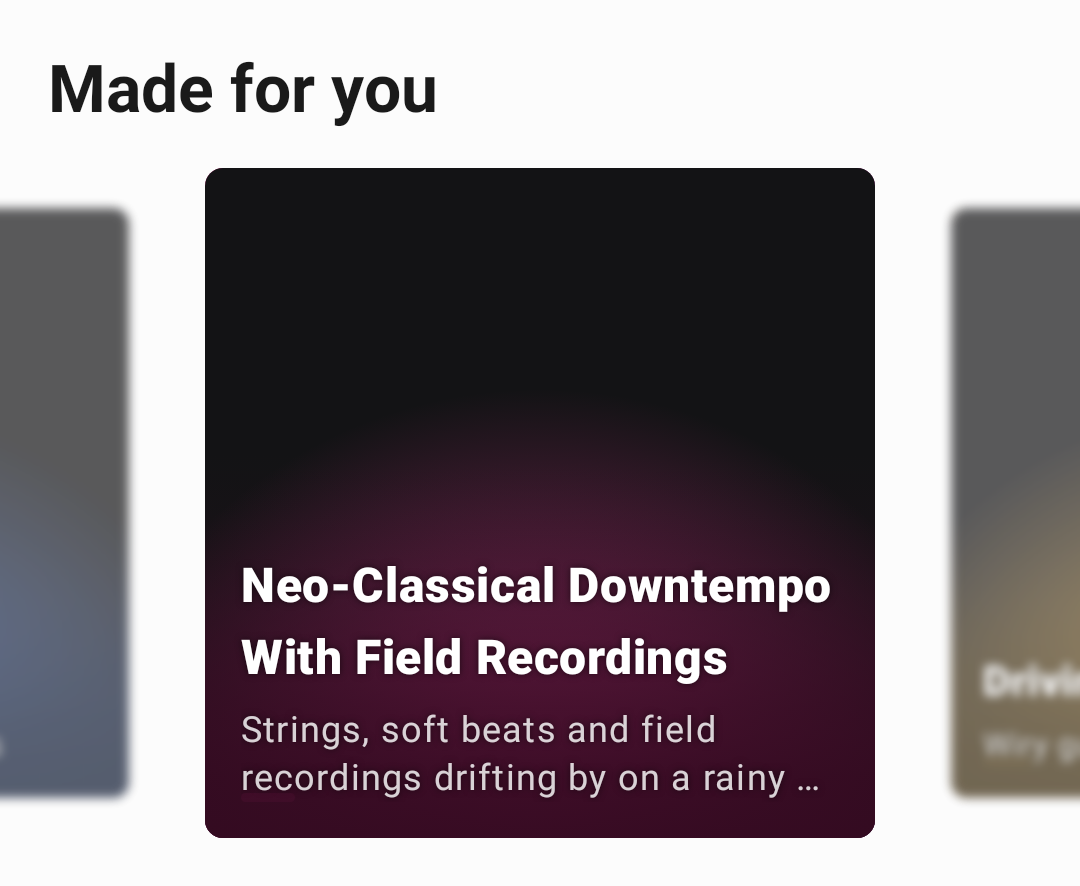 Made for you
Neo-Classical Downtempo
With Field Recordings
Strings, soft beats and field
recordings drifting by on a rainy …